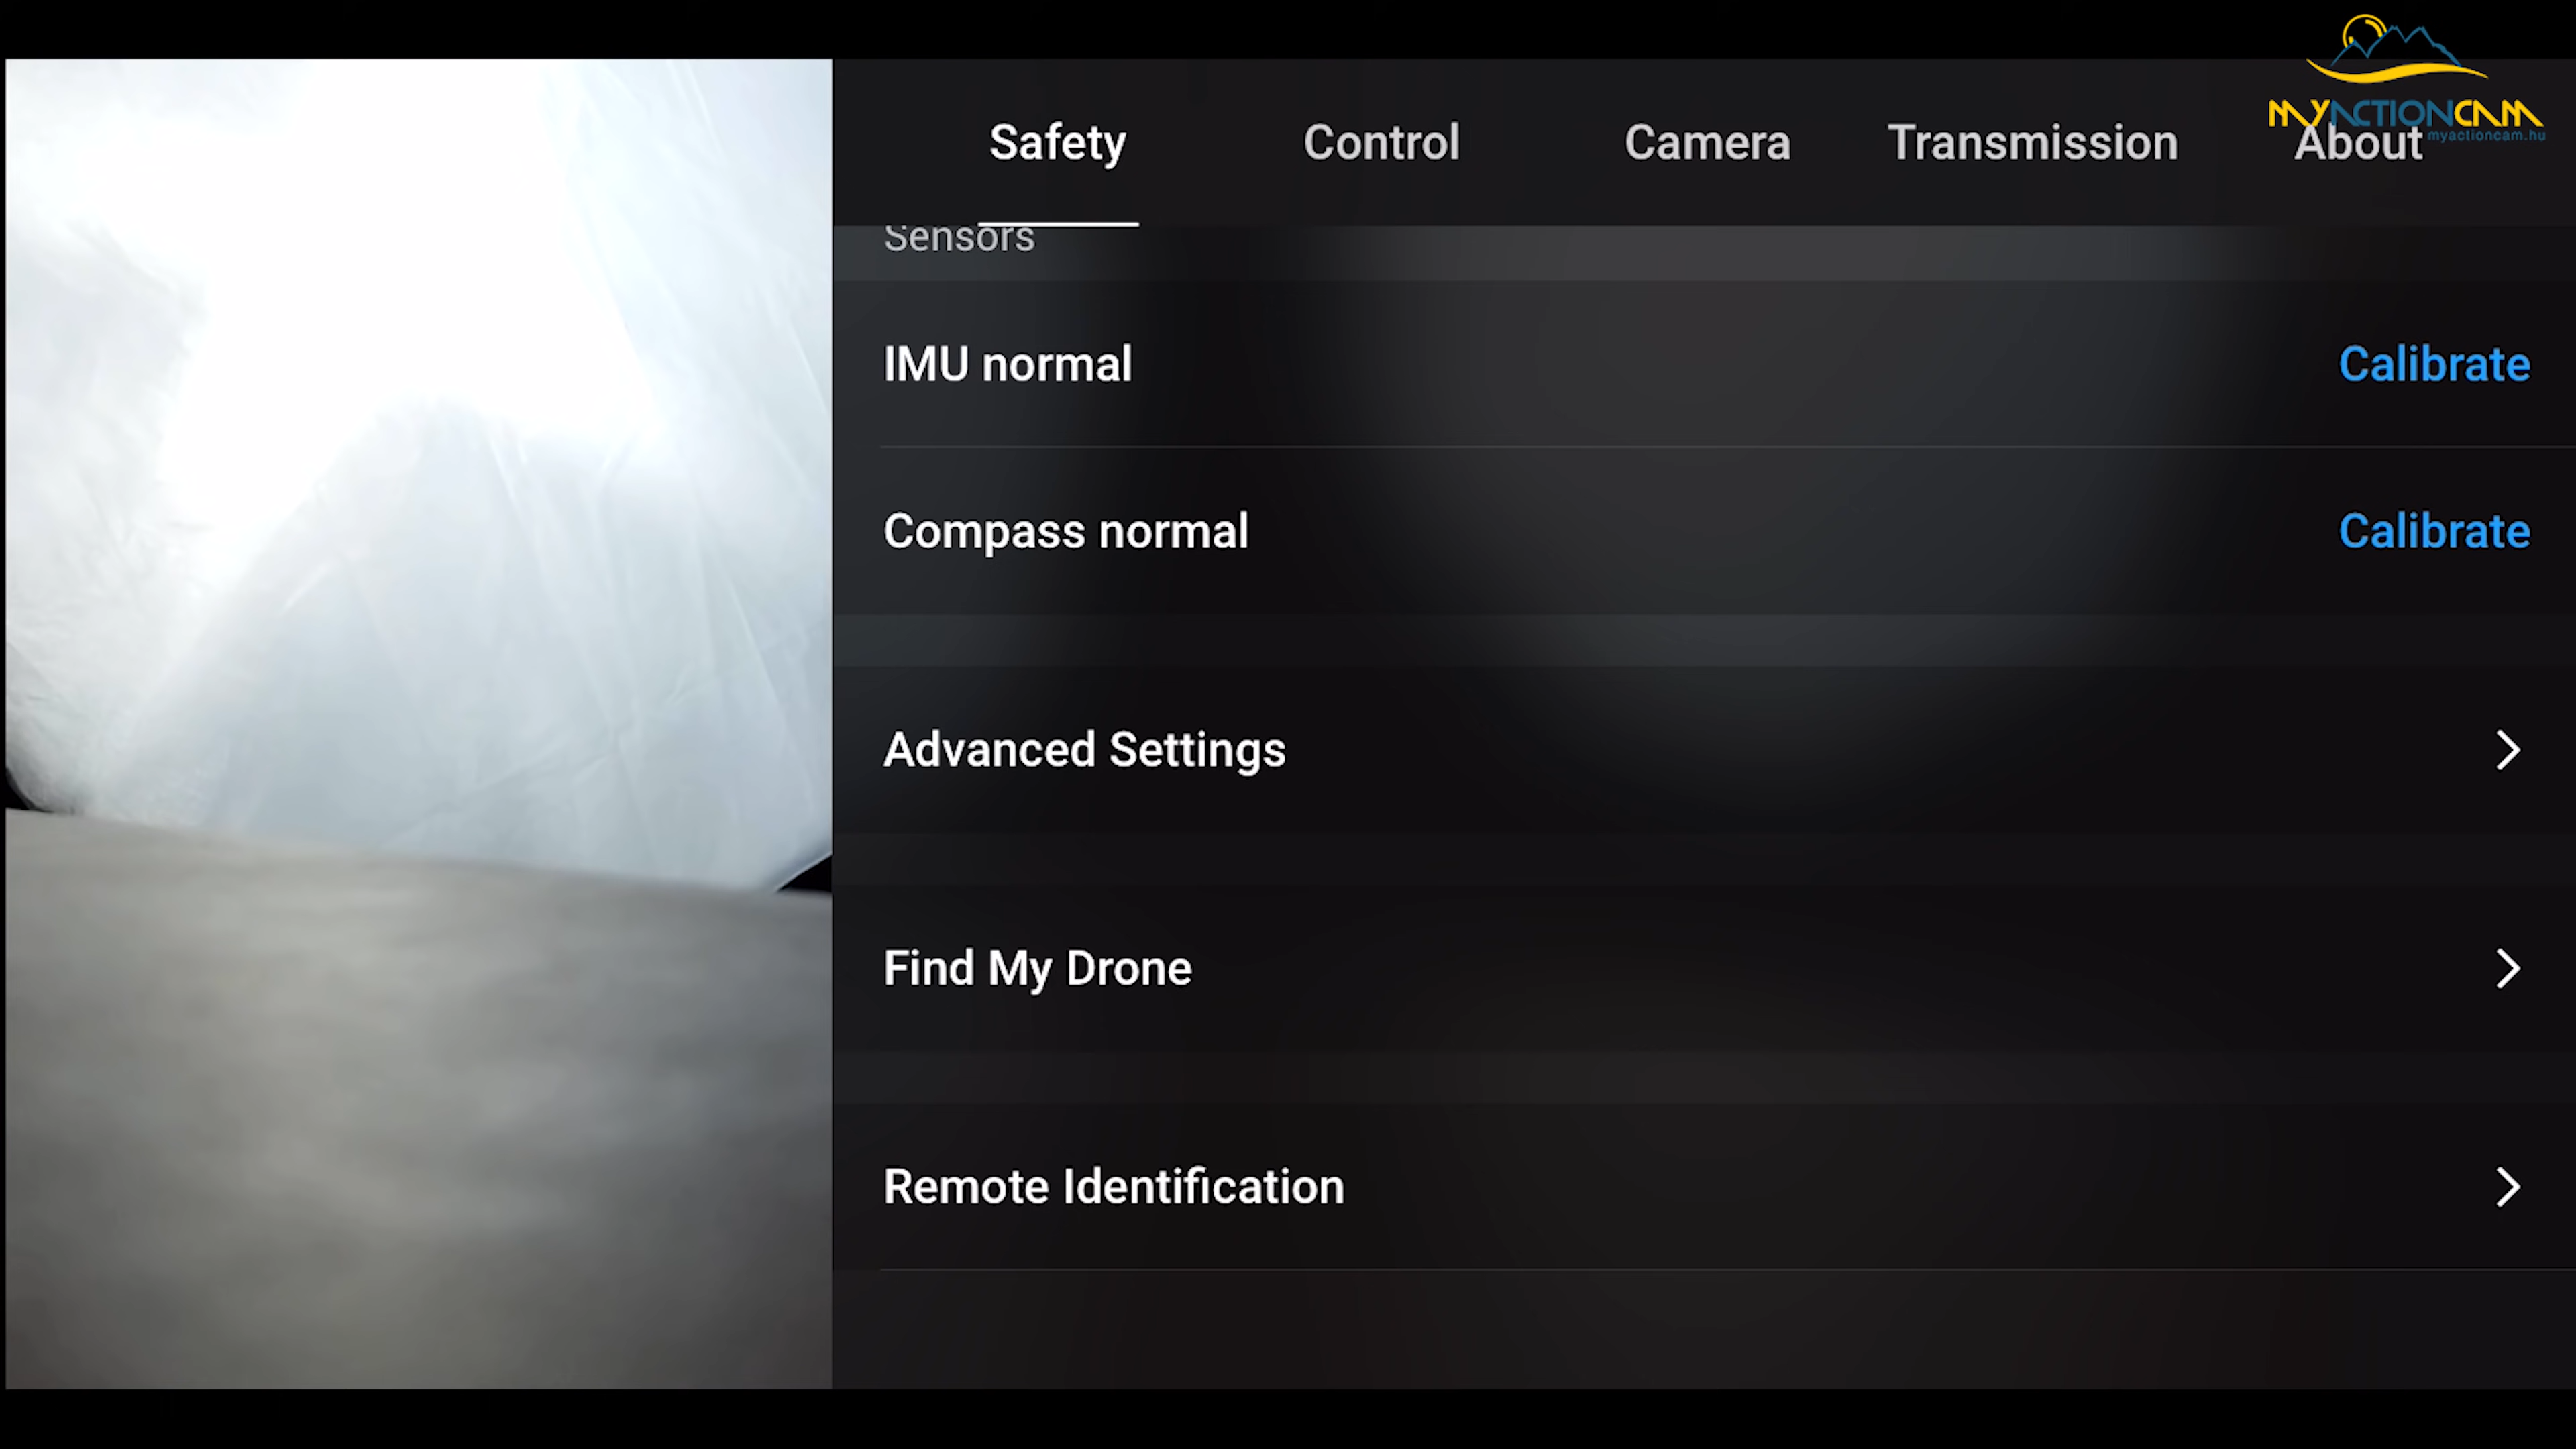 MYACTIONCAM
myactioncam.hu
Safety
Control
Camera
Transmission
About
Sensors
IMU normal
Calibrate
Compass normal
Calibrate
Advanced Settings
Find My Drone
Remote Identification